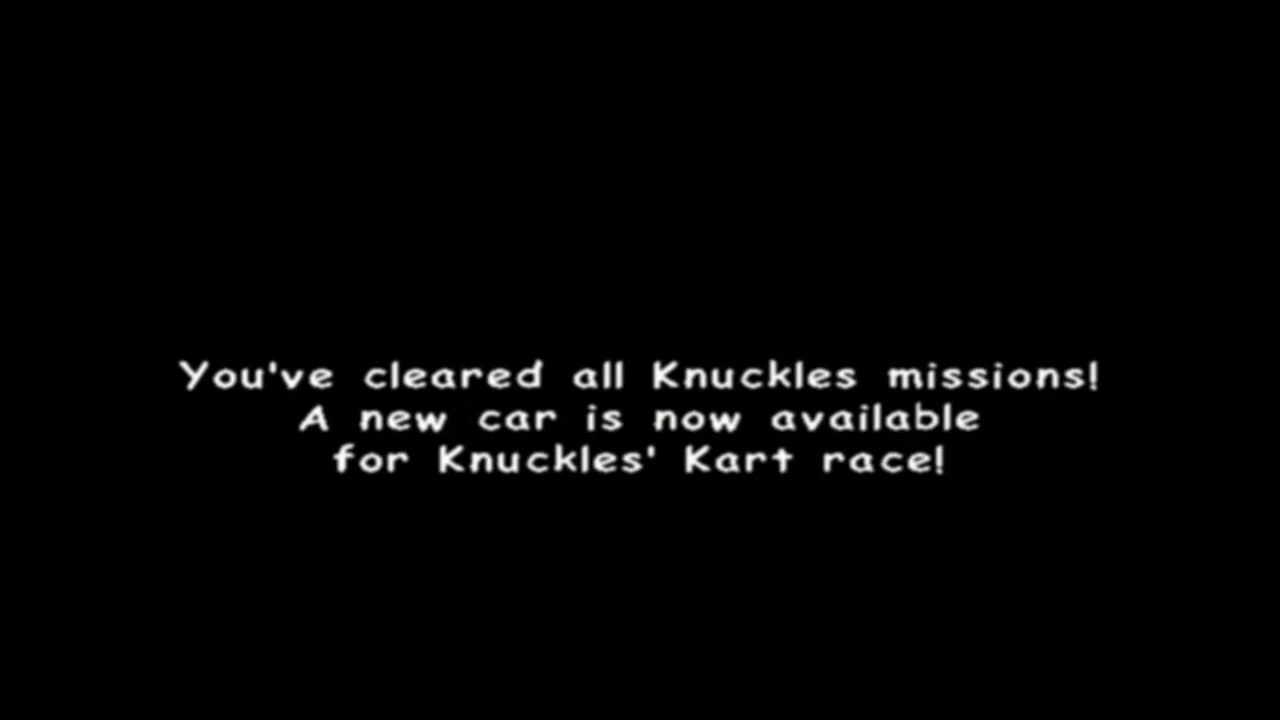 You've cleared all Knuckles missions!
A new car is now available
for Knuckles' Kart race!